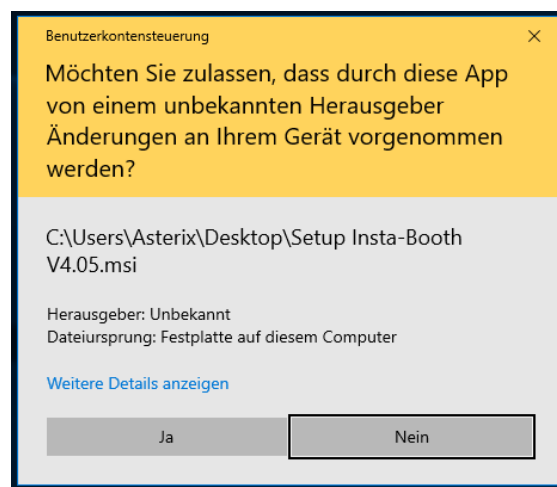 Benutzerkontensteuerung
Möchten Sie zulassen, dass durch diese App
von einem unbekannten Herausgeber
Änderungen an Ihrem Gerät vorgenommen
werden?
C:\Users\Asterix\Desktop\Setup Insta-Booth
V4.05.msi
Herausgeber: Unbekannt
Dateiursprung: Festplatte auf diesem Computer
Weitere Details anzeigen
Ja
Nein